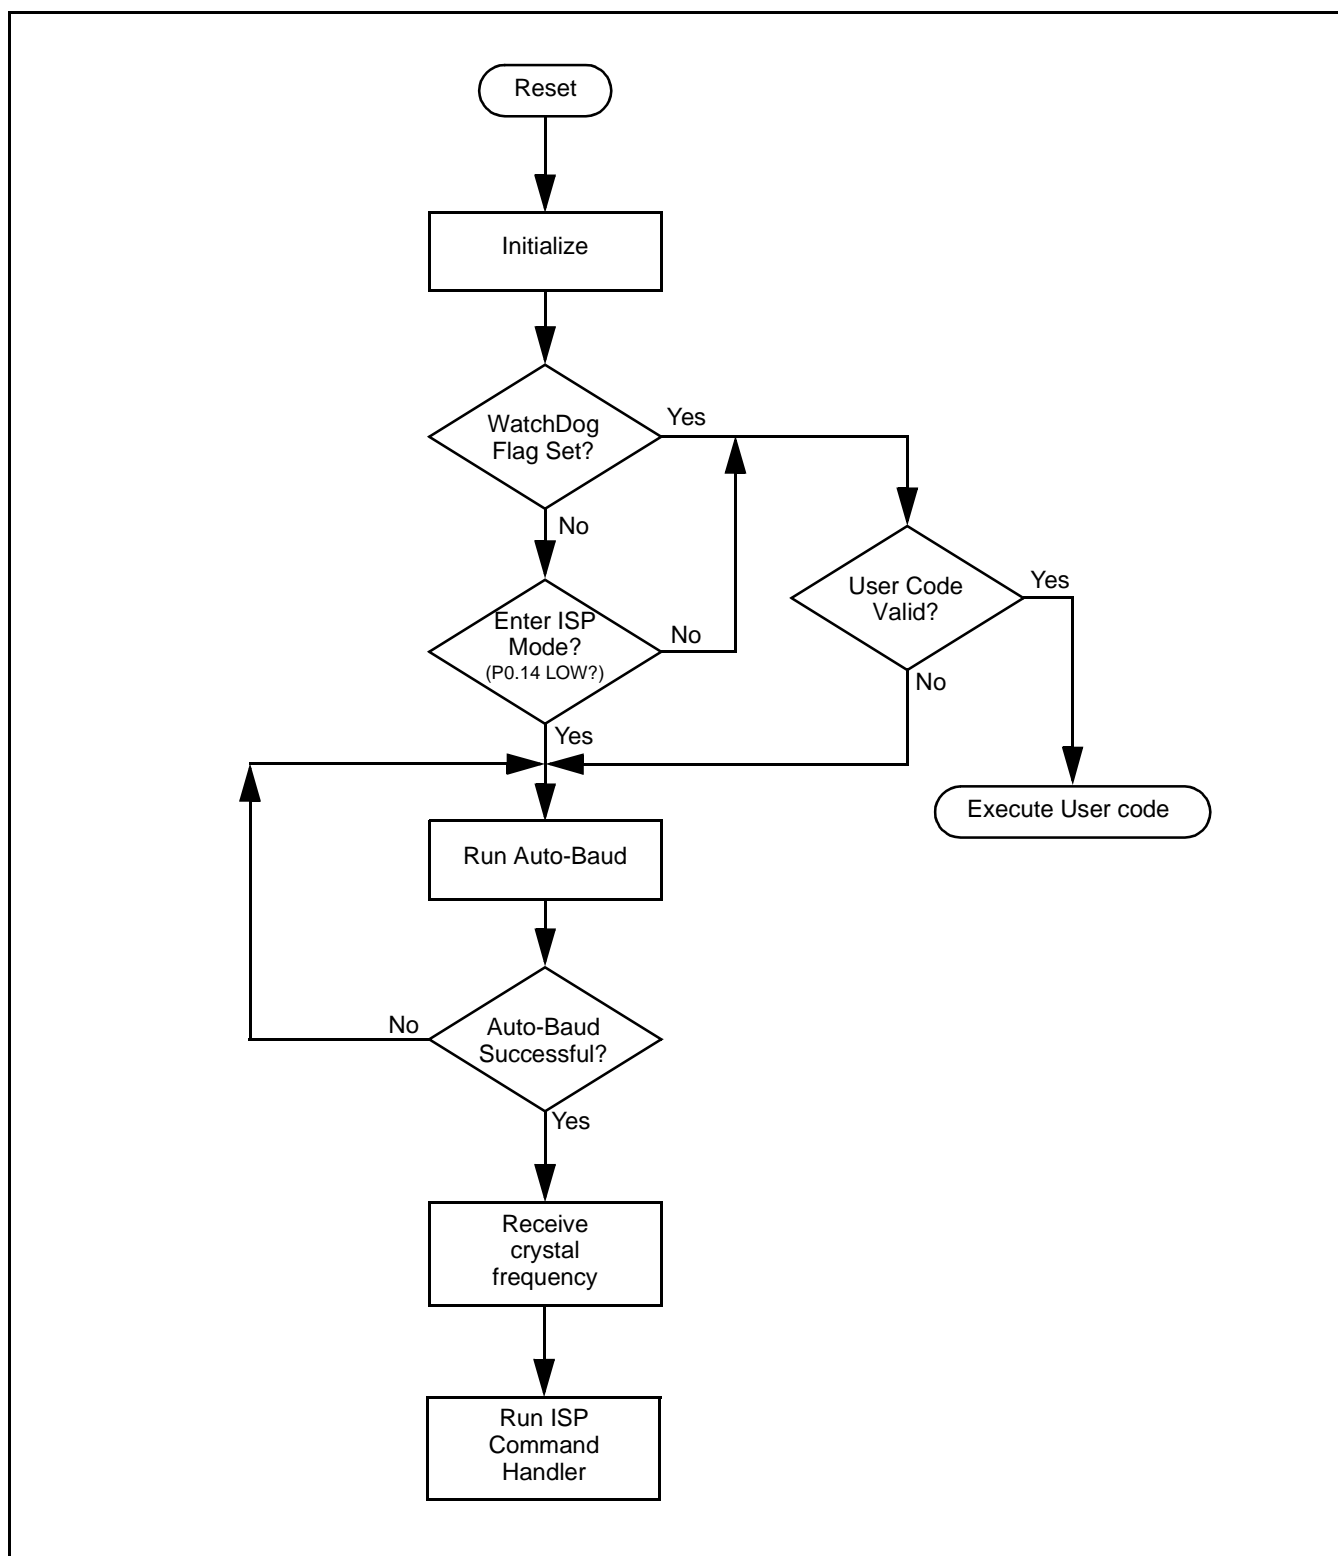 Reset
Initialize
WatchDog
Flag Set?
Yes
No
Enter ISP
Mode?
(P0.14 LOW?)
No
Yes
User Code
Valid?
Yes
No
Execute User code
Run Auto-Baud
Auto-Baud
Successful?
No
Yes
Receive
crystal
frequency
Run ISP
Command
Handler